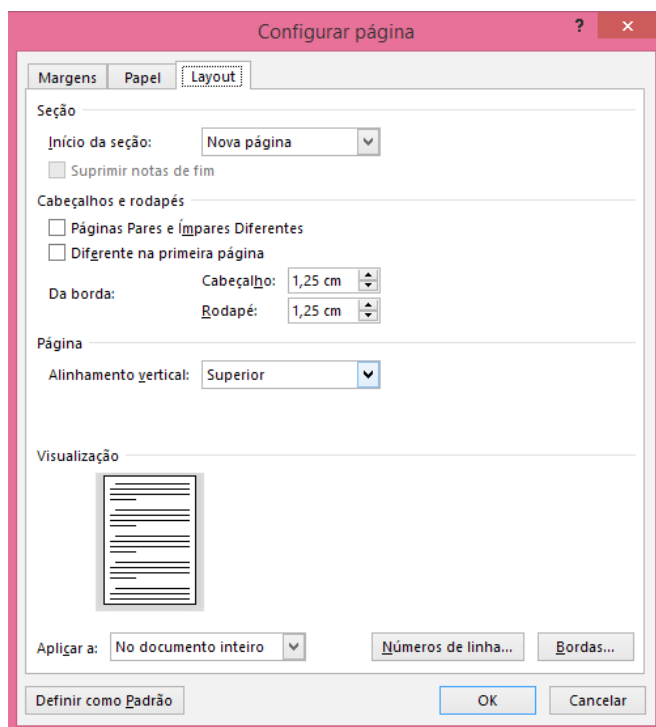 Configurar página
? ×
Margens Papel Layout
Seção
Início da seção: Nova página
Suprimir notas de fim
Cabeçalhos e rodapés
Páginas Pares e Ímpares Diferentes
Diferente na primeira página
Cabeçalho: 1,25 cm
Da borda:
Rodapé: 1,25 cm
Página
Alinhamento vertical: Superior
Visualização
Aplicar a: No documento inteiro Números de linha... Bordas...
Definir como Padrão OK Cancelar